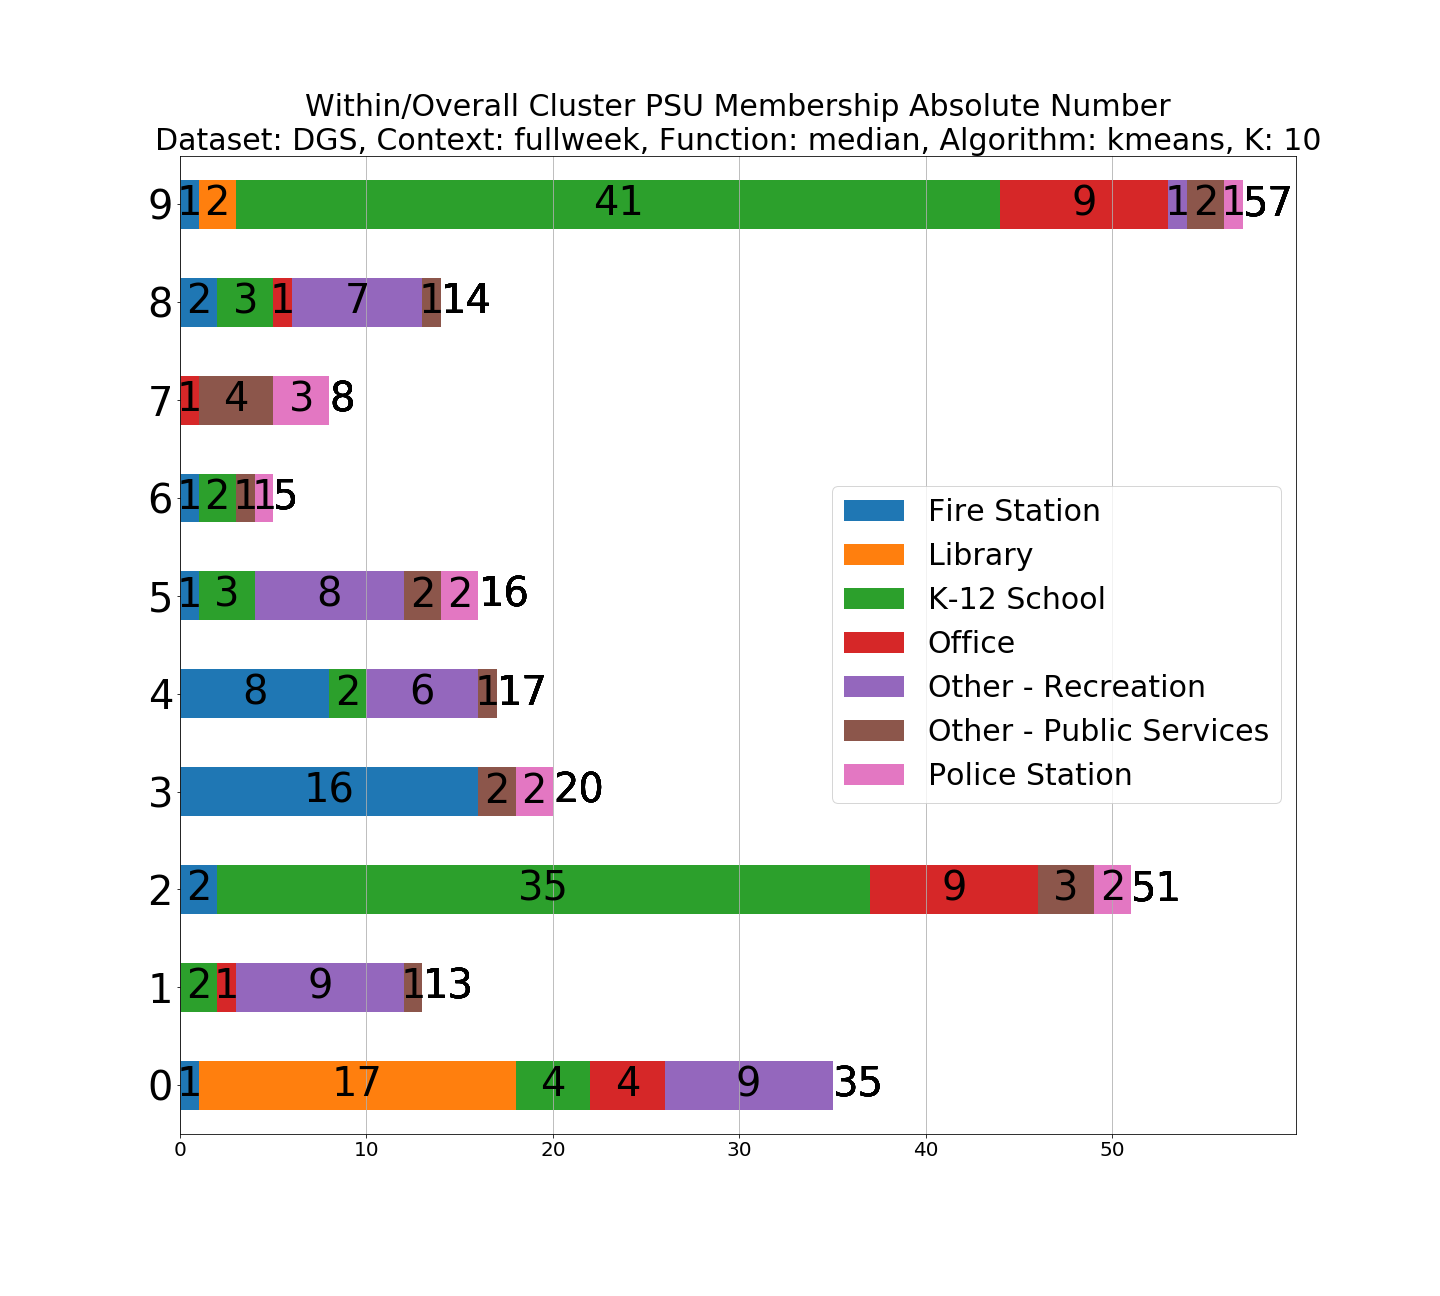 Within/Overall Cluster PSU Membership Absolute Number
Dataset: DGS, Context: fullweek, Function: median, Algorithm: kmeans, K: 10
9 1 2 41 9 1 2 1 57
8 2 3 1 7 1 14
7 1 4 3 8
6 1 2 1 1 5
5 1 3 8 2 2 16
4 8 2 6 1 17
3 16 2 2 20
2 2 35 9 3 2 51
1 2 1 9 1 13
0 1 17 4 4 9 35
0 10 20 30 40 50
Fire Station
Library
K-12 School
Office
Other - Recreation
Other - Public Services
Police Station